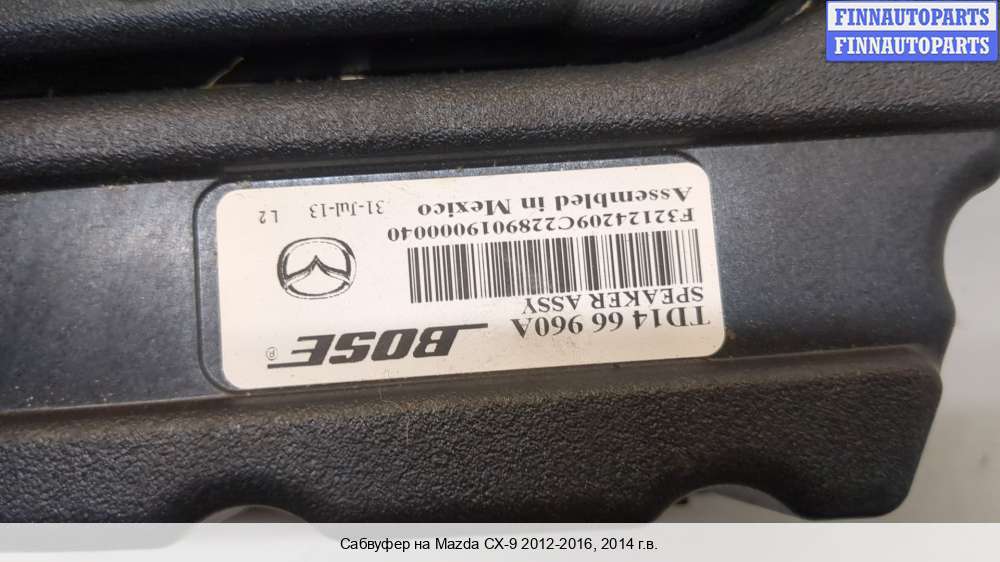 FINNAUTOPARTS
FINNAUTOPARTS
BOSE
TD14 66 960A
SPEAKER ASSY
F32124209C2289019000040
Assembled in Mexico
31-Jul-13 L2
Сабвуфер на Mazda CX-9 2012-2016, 2014 г.в.